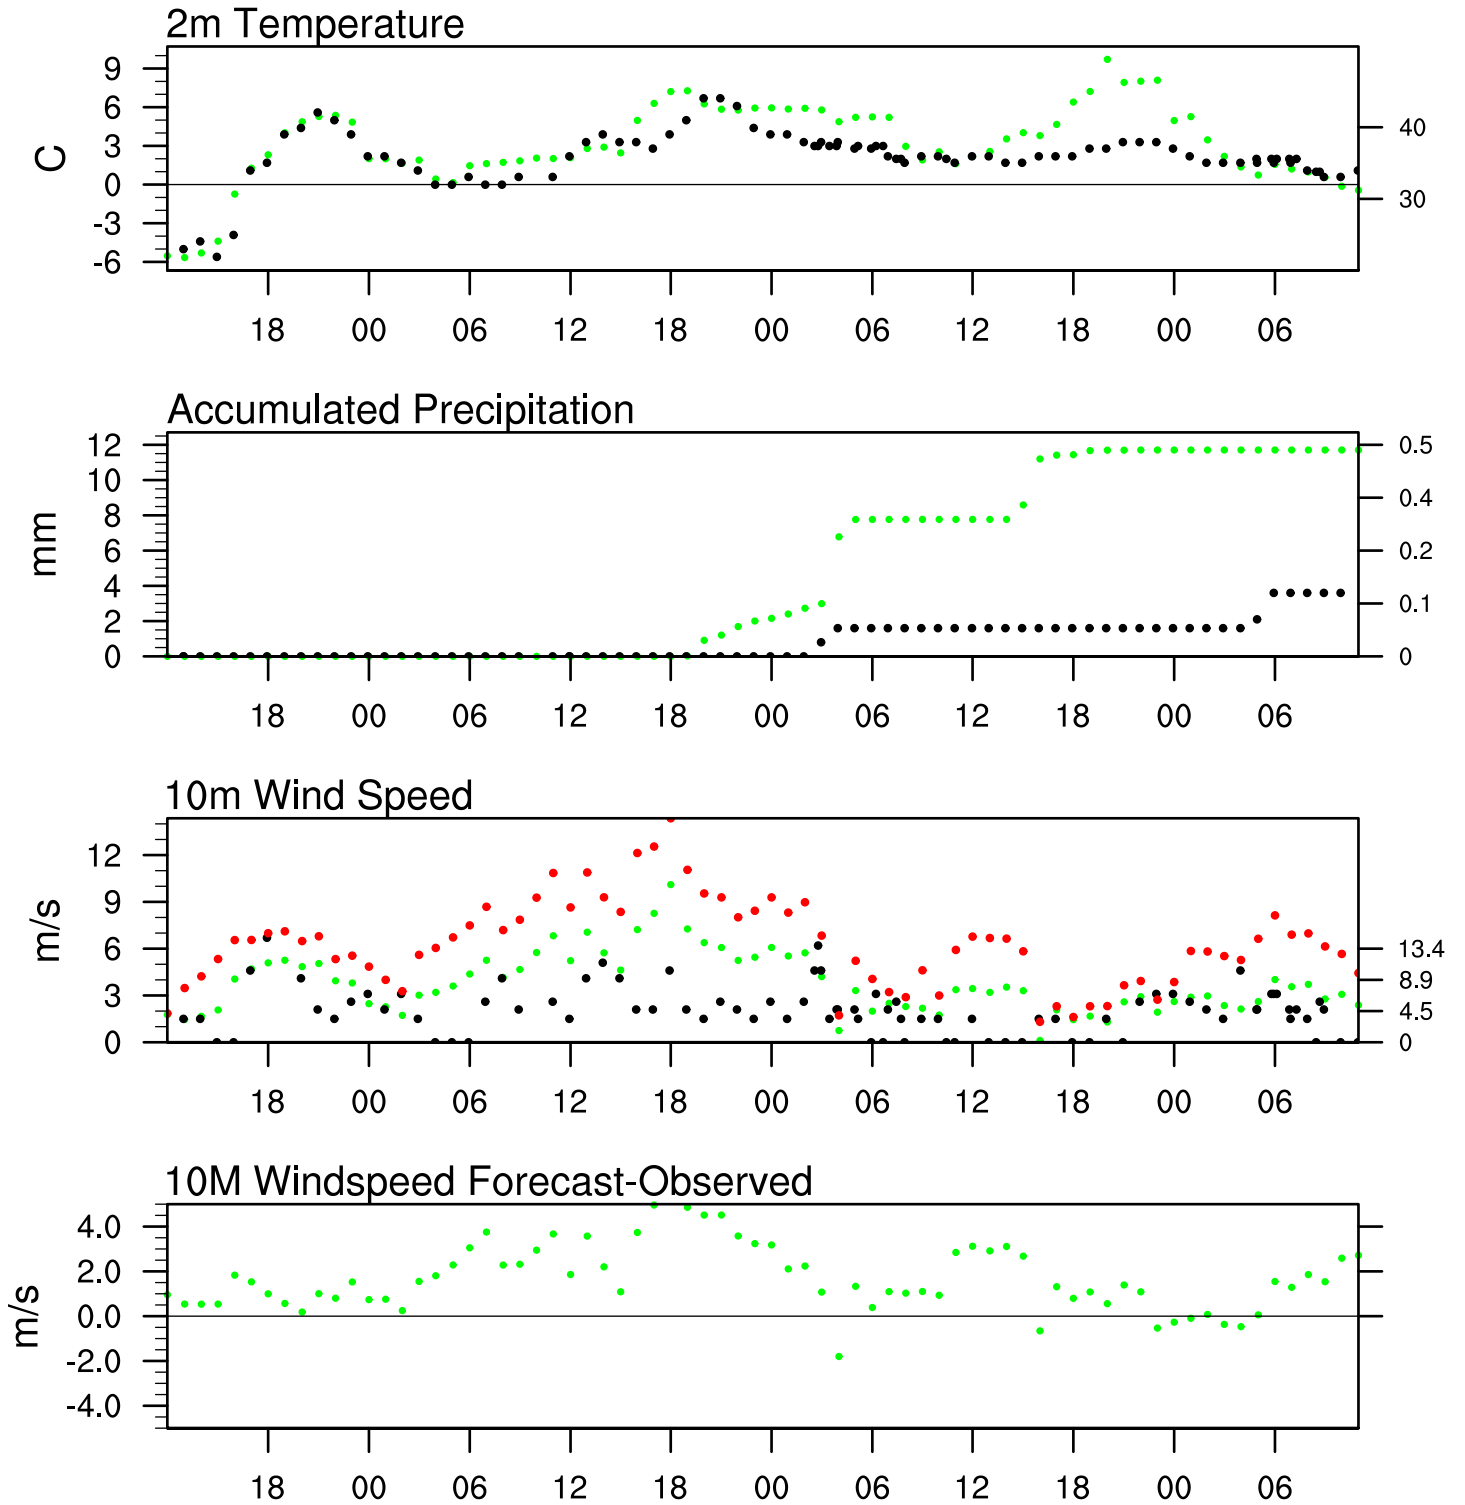 2m Temperature
9
6
3
0
-3
-6
C
40
30
18 00 06 12 18 00 06 12 18 00 06
Accumulated Precipitation
12
10
8
6
4
2
0
mm
0.5
0.4
0.2
0.1
0
18 00 06 12 18 00 06 12 18 00 06
10m Wind Speed
12
9
6
3
0
m/s
13.4
8.9
4.5
0
18 00 06 12 18 00 06 12 18 00 06
10M Windspeed Forecast-Observed
4.0
2.0
0.0
-2.0
-4.0
m/s
18 00 06 12 18 00 06 12 18 00 06